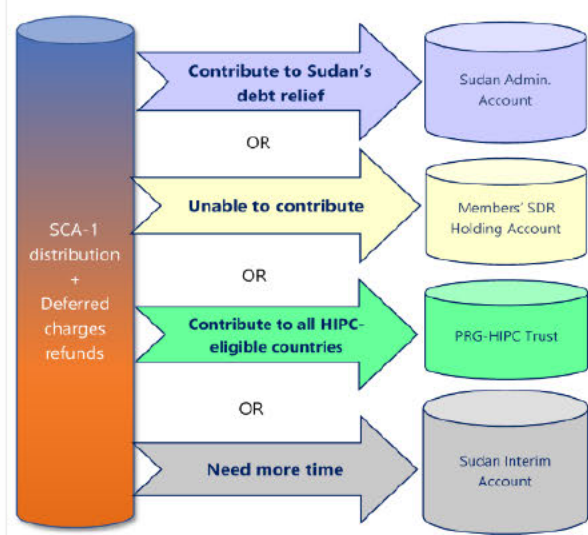 Contribute to Sudan's
debt relief
Sudan Admin.
Account
OR
Unable to contribute
Members' SDR
Holding Account
SCA-1
distribution
+
Deferred
charges
refunds
OR
Contribute to all HIPC-
eligible countries
PRG-HIPC Trust
OR
Need more time
Sudan Interim
Account